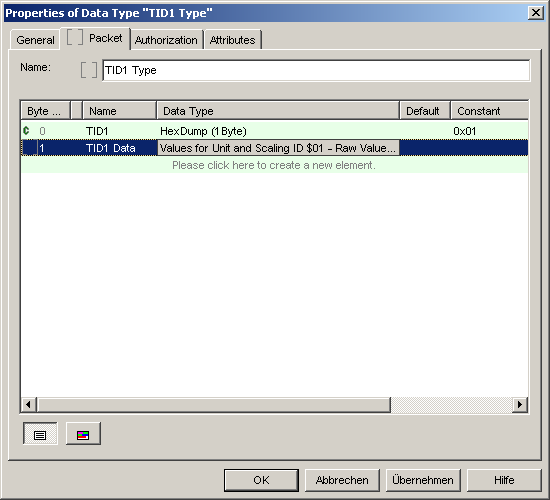 Properties of Data Type "TID1 Type"
General Packet Authorization Attributes
Name: TID1 Type
Byte ... Name Data Type Default Constant
0 TID1 HexDump (1 Byte) 0x01
1 TID1 Data Values for Unit and Scaling ID $01 - Raw Value...
Please click here to create a new element.
OK Abbrechen Übernehmen Hilfe